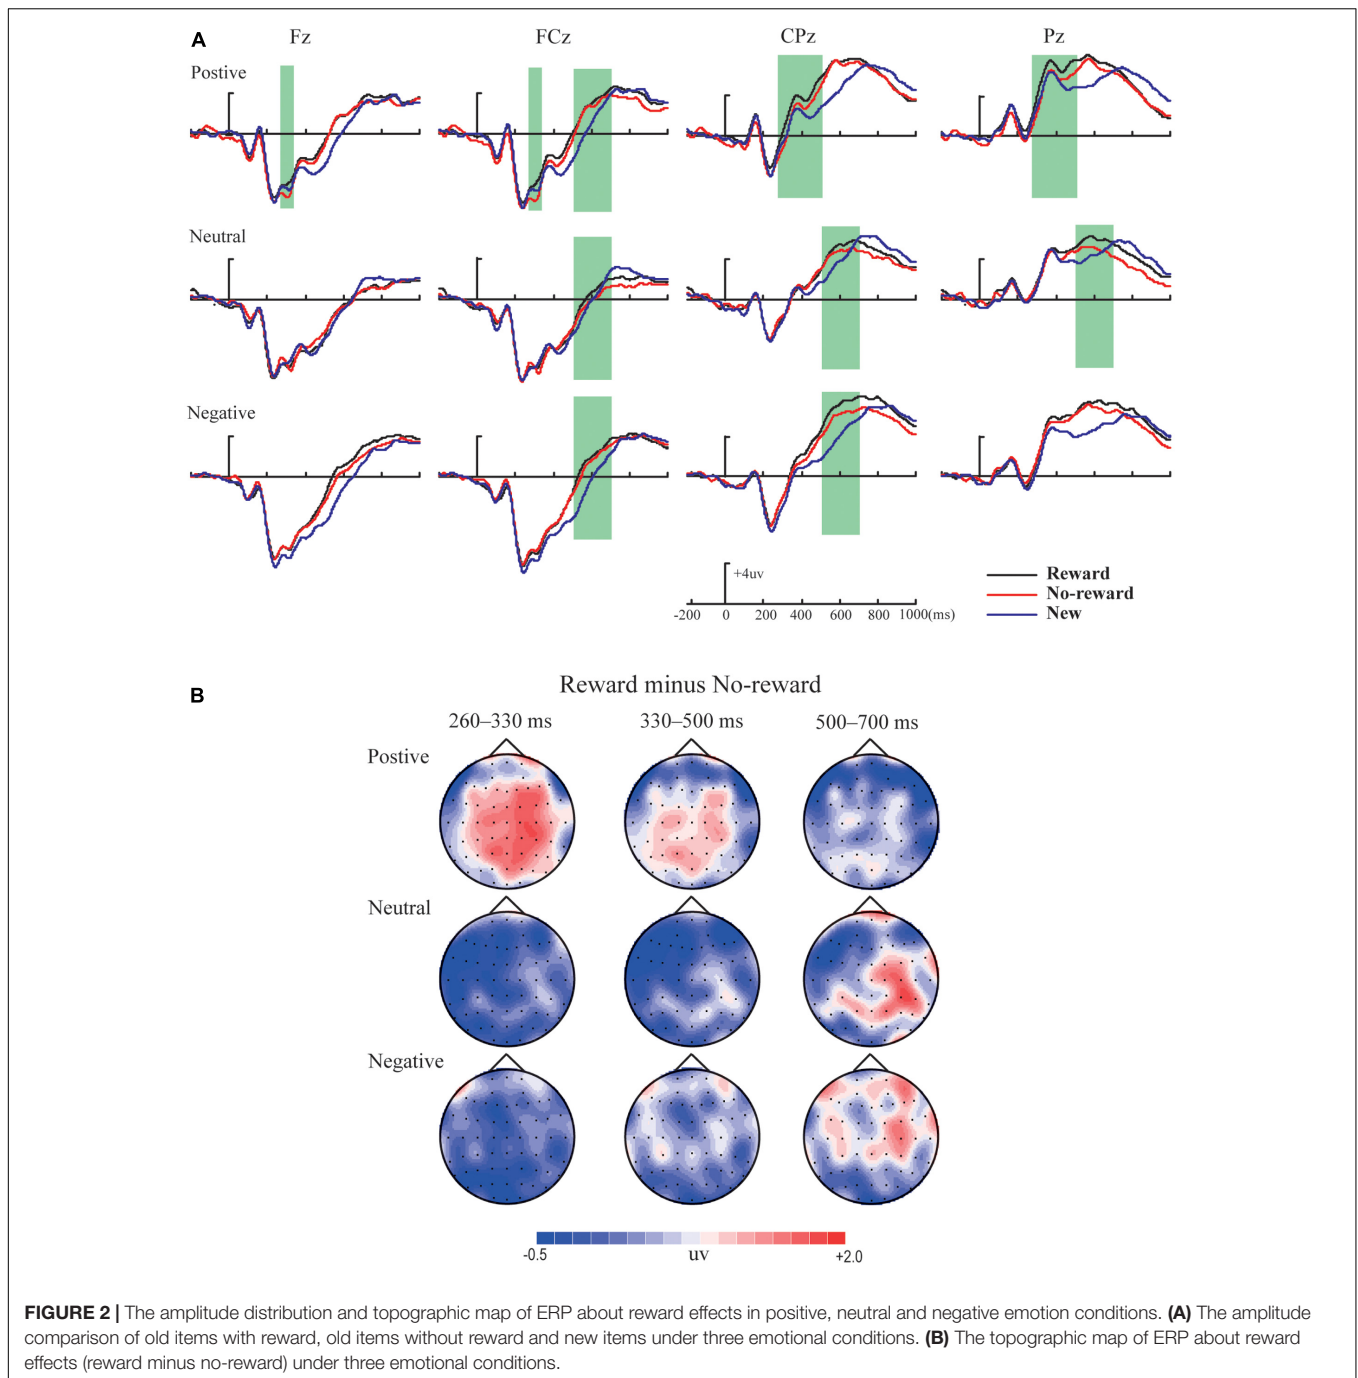 A
Fz
FCz
CPz
Pz
Postive
Neutral
Negative
+4uv
-200 0 200 400 600 800 1000(ms)
Reward
No-reward
New
B
Reward minus No-reward
260–330 ms 330–500 ms 500–700 ms
Postive
Neutral
Negative
-0.5 uv +2.0
FIGURE 2 | The amplitude distribution and topographic map of ERP about reward effects in positive, neutral and negative emotion conditions. (A) The amplitude
comparison of old items with reward, old items without reward and new items under three emotional conditions. (B) The topographic map of ERP about reward
effects (reward minus no-reward) under three emotional conditions.